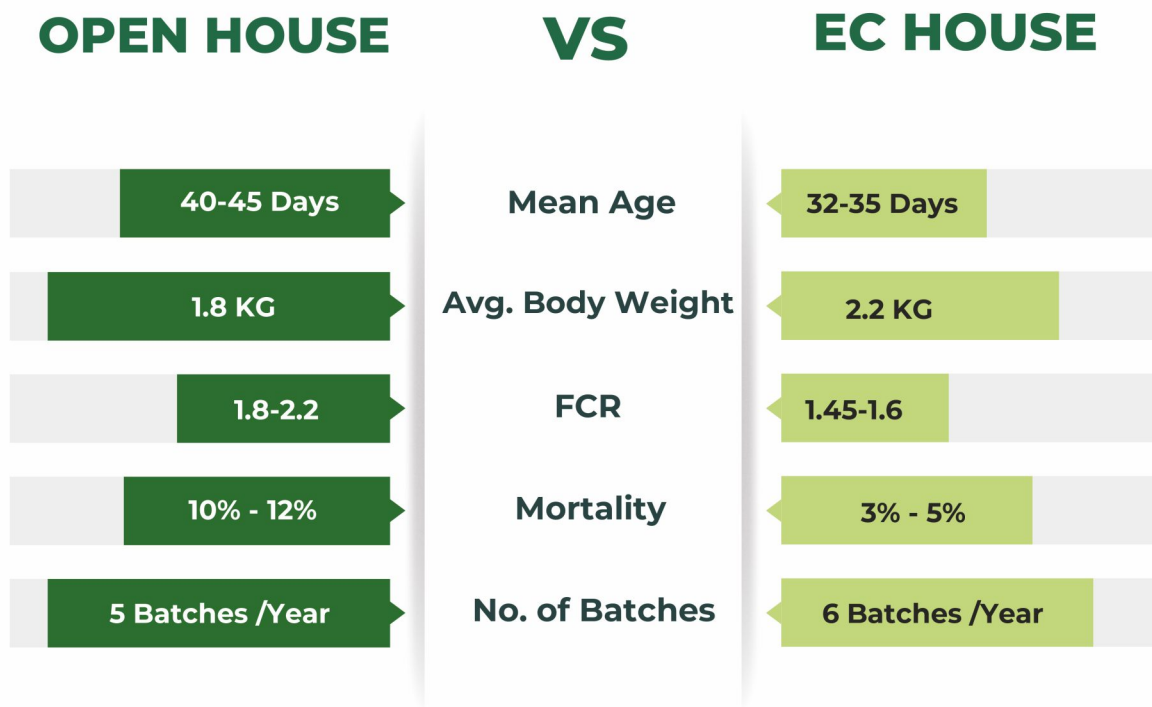 OPEN HOUSE VS EC HOUSE
40-45 Days Mean Age 32-35 Days
1.8 KG Avg. Body Weight 2.2 KG
1.8-2.2 FCR 1.45-1.6
10% - 12% Mortality 3% - 5%
5 Batches /Year No. of Batches 6 Batches /Year